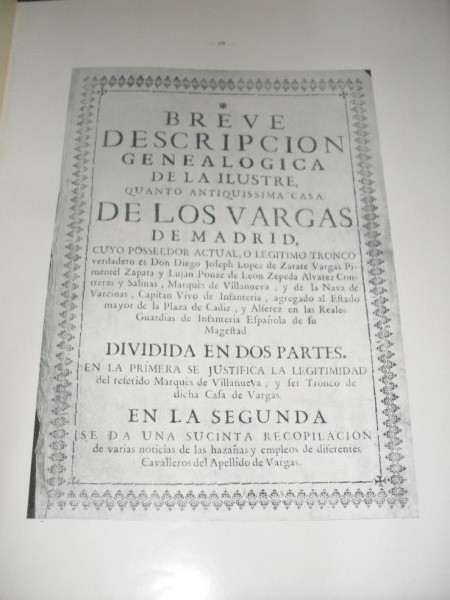 BREVE
DESCRIPCION
GENEALOGICA
DE LA ILUSTRE,
QUANTO ANTIQUISSIMA CASA
DE LOS VARGAS
DE MADRID,
CUYO POSSEEDOR ACTUAL, O LEGITIMO TRONCO
verdadero es Don Diego Joseph Lopez de Zarate Vargas Pi-
mentèl Zapata y Lujan Ponze de Leon Zepeda Alvarez Con-
treras y Salinas, Marquès de Villanueva, y de la Nava de
Varcinas, Capitan Vivo de Infanteria, agregado al Estado
mayor de la Plaza de Cadiz, y Alferez en las Reales
Guardias de Infanteria Española de su
Magestad.
DIVIDIDA EN DOS PARTES.
EN LA PRIMERA SE JUSTIFICA LA LEGITIMIDAD
del referido Marquès de Villanueva, y ser Tronco de
dicha Casa de Vargas.
EN LA SEGUNDA
SE DA UNA SUCINTA RECOPILACION
de varias noticias de las hazañas y empleos de diferentes
Cavalleros del Apellido de Vargas.